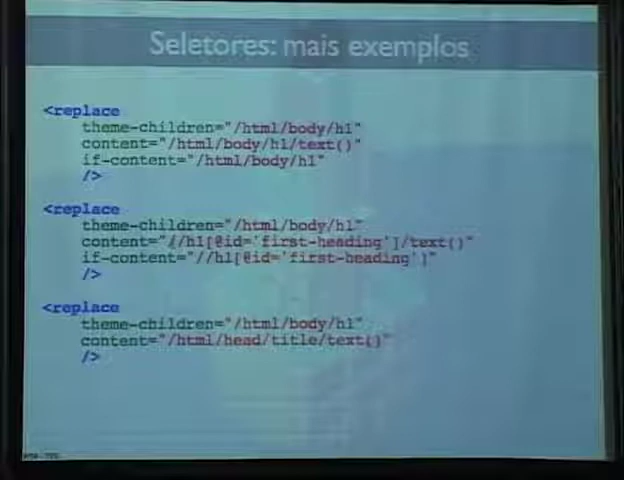 Seletores: mais exemplos
<replace
theme-children="/html/body/h1"
content="/html/body/h1/text()"
if-content="/html/body/h1"
/>
<replace
theme-children="/html/body/h1"
content="(//h1[@id='first-heading']/text()"
if-content="//h1[@id='first-heading']"
/>
<replace
theme-children="/html/body/h1"
content="/html/head/title/text()"
/>